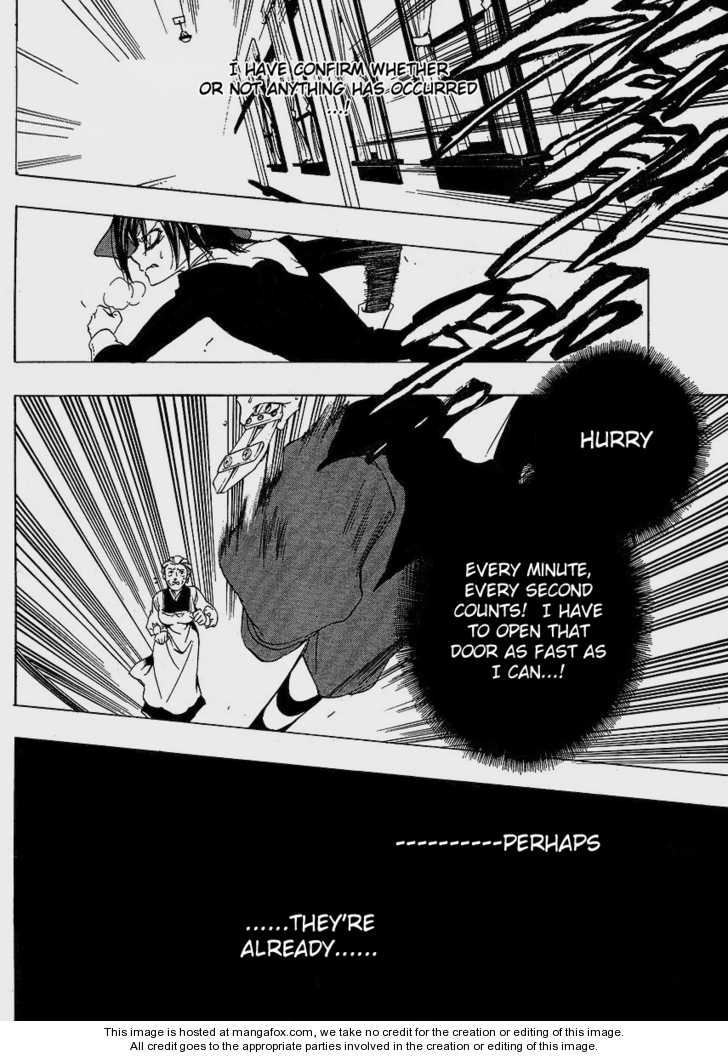 I HAVE CONFIRM WHETHER
OR NOT ANYTHING HAS OCCURRED
...!
HURRY
EVERY MINUTE,
EVERY SECOND
COUNTS! I HAVE
TO OPEN THAT
DOOR AS FAST AS
I CAN...!
----------PERHAPS
......THEY'RE
ALREADY......
This image is hosted at mangafox.com, we take no credit for the creation or editing of this image.
All credit goes to the appropriate parties involved in the creation or editing of this image.